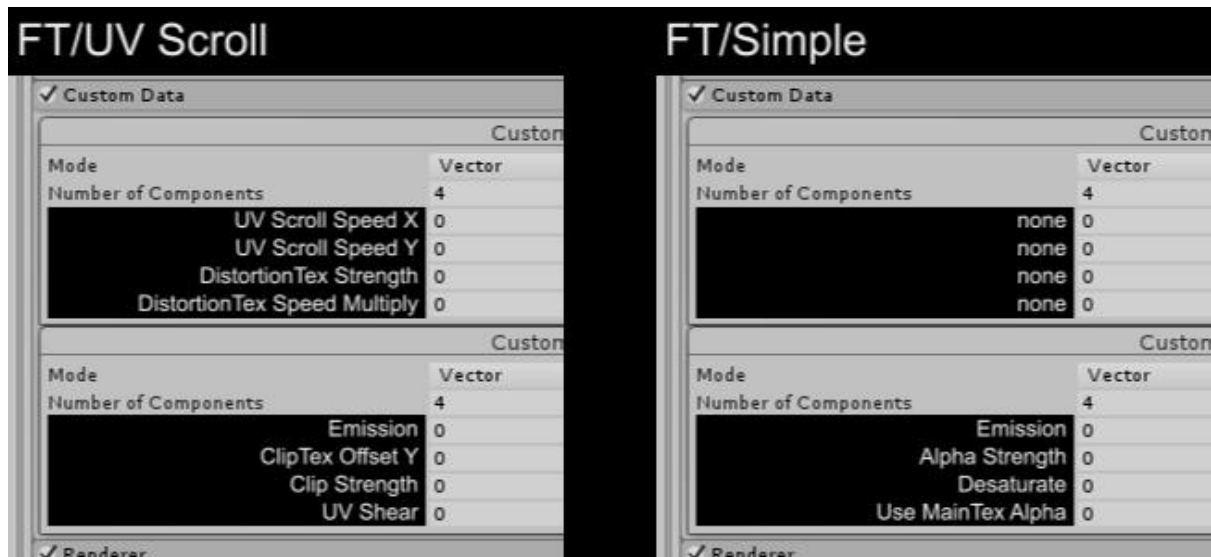 FT/UV Scroll
Custom Data
Custom
Mode Vector
Number of Components 4
UV Scroll Speed X 0
UV Scroll Speed Y 0
DistortionTex Strength 0
DistortionTex Speed Multiply 0
Custom
Mode Vector
Number of Components 4
Emission 0
ClipTex Offset Y 0
Clip Strength 0
UV Shear 0
Renderer
FT/Simple
Custom Data
Custom
Mode Vector
Number of Components 4
none 0
none 0
none 0
none 0
Custom
Mode Vector
Number of Components 4
Emission 0
Alpha Strength 0
Desaturate 0
Use MainTex Alpha 0
Renderer